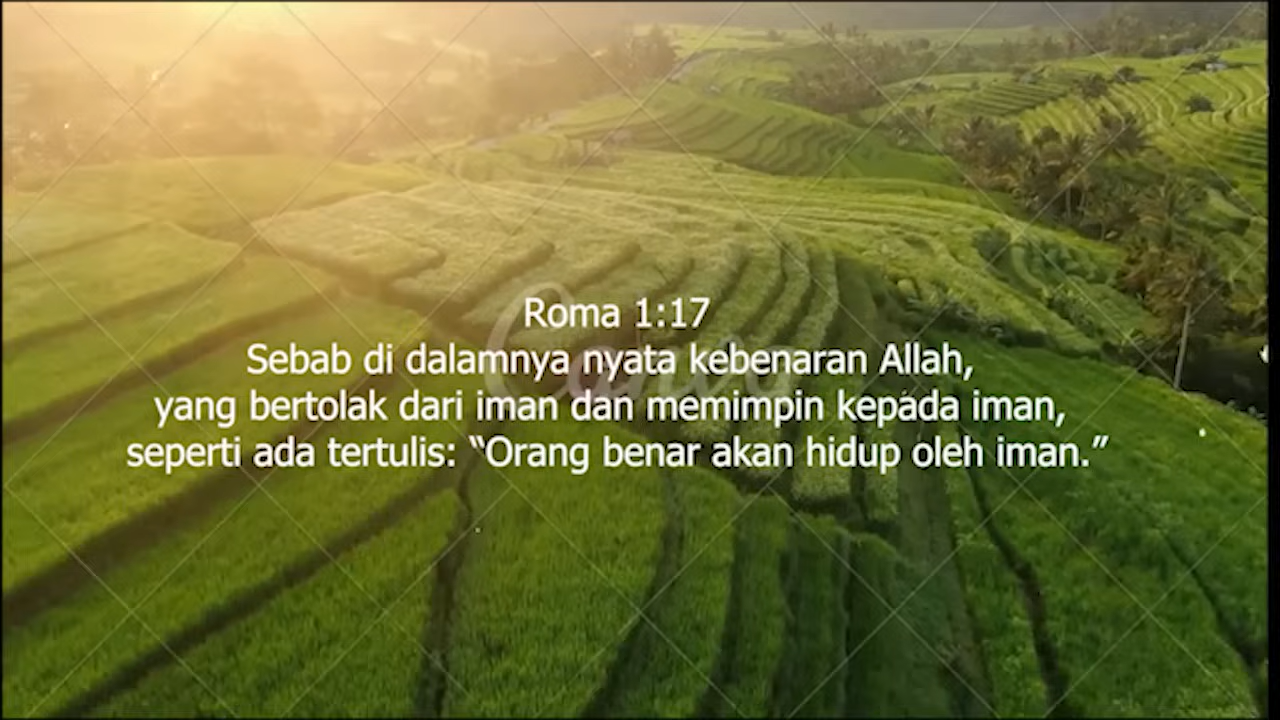 Roma 1:17
Sebab di dalamnya nyata kebenaran Allah,
yang bertolak dari iman dan memimpin kepada iman,
seperti ada tertulis: “Orang benar akan hidup oleh iman.”
Canva